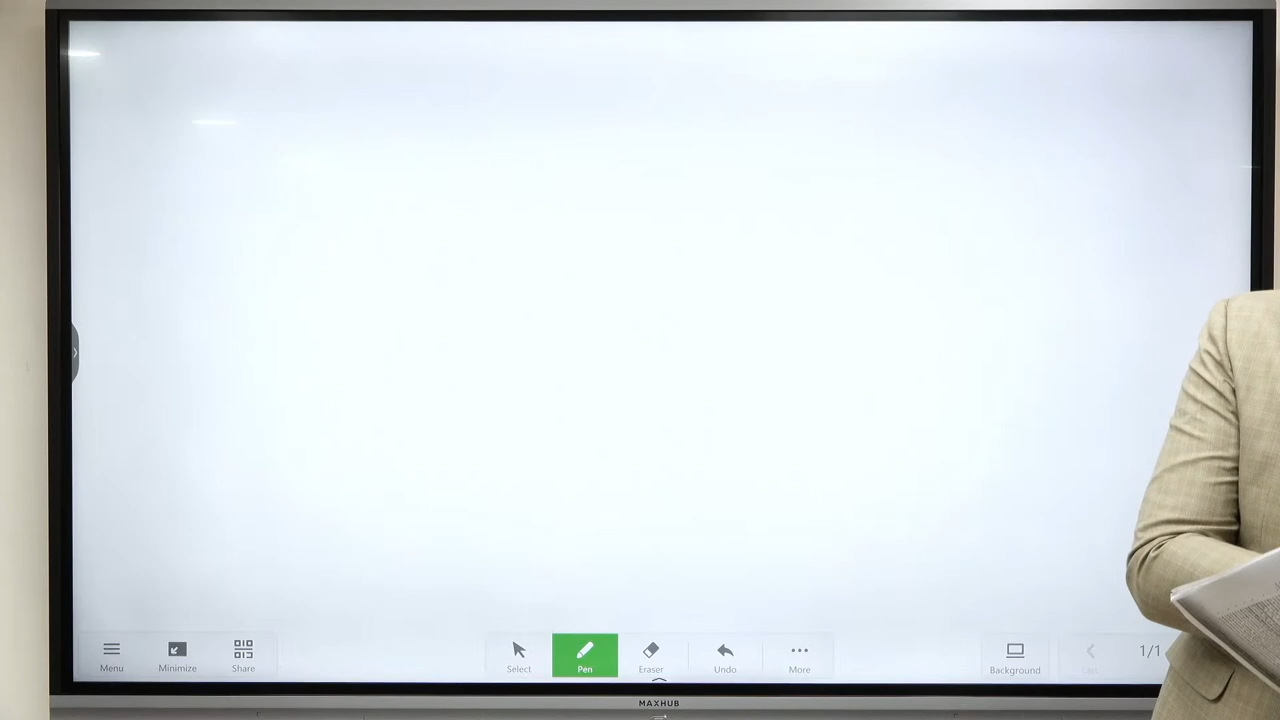 Menu
Minimize
Share
Select
Pen
Eraser
Undo
More
Background
1/1
MAXHUB